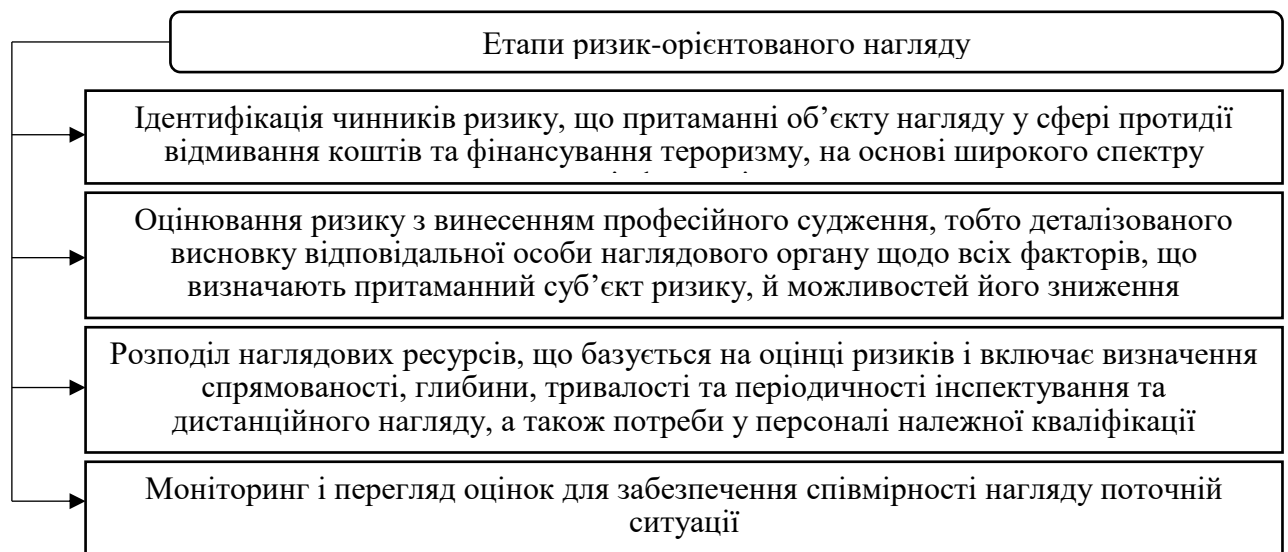 Етапи ризик-орієнтованого нагляду
Ідентифікація чинників ризику, що притаманні об’єкту нагляду у сфері протидії
відмивання коштів та фінансування тероризму, на основі широкого спектру
Оцінювання ризику з винесенням професійного судження, тобто деталізованого
висновку відповідальної особи наглядового органу щодо всіх факторів, що
визначають притаманний суб’єкт ризику, й можливостей його зниження
Розподіл наглядових ресурсів, що базується на оцінці ризиків і включає визначення
спрямованості, глибини, тривалості та періодичності інспектування та
дистанційного нагляду, а також потреби у персоналі належної кваліфікації
Моніторинг і перегляд оцінок для забезпечення співмірності нагляду поточній
ситуації